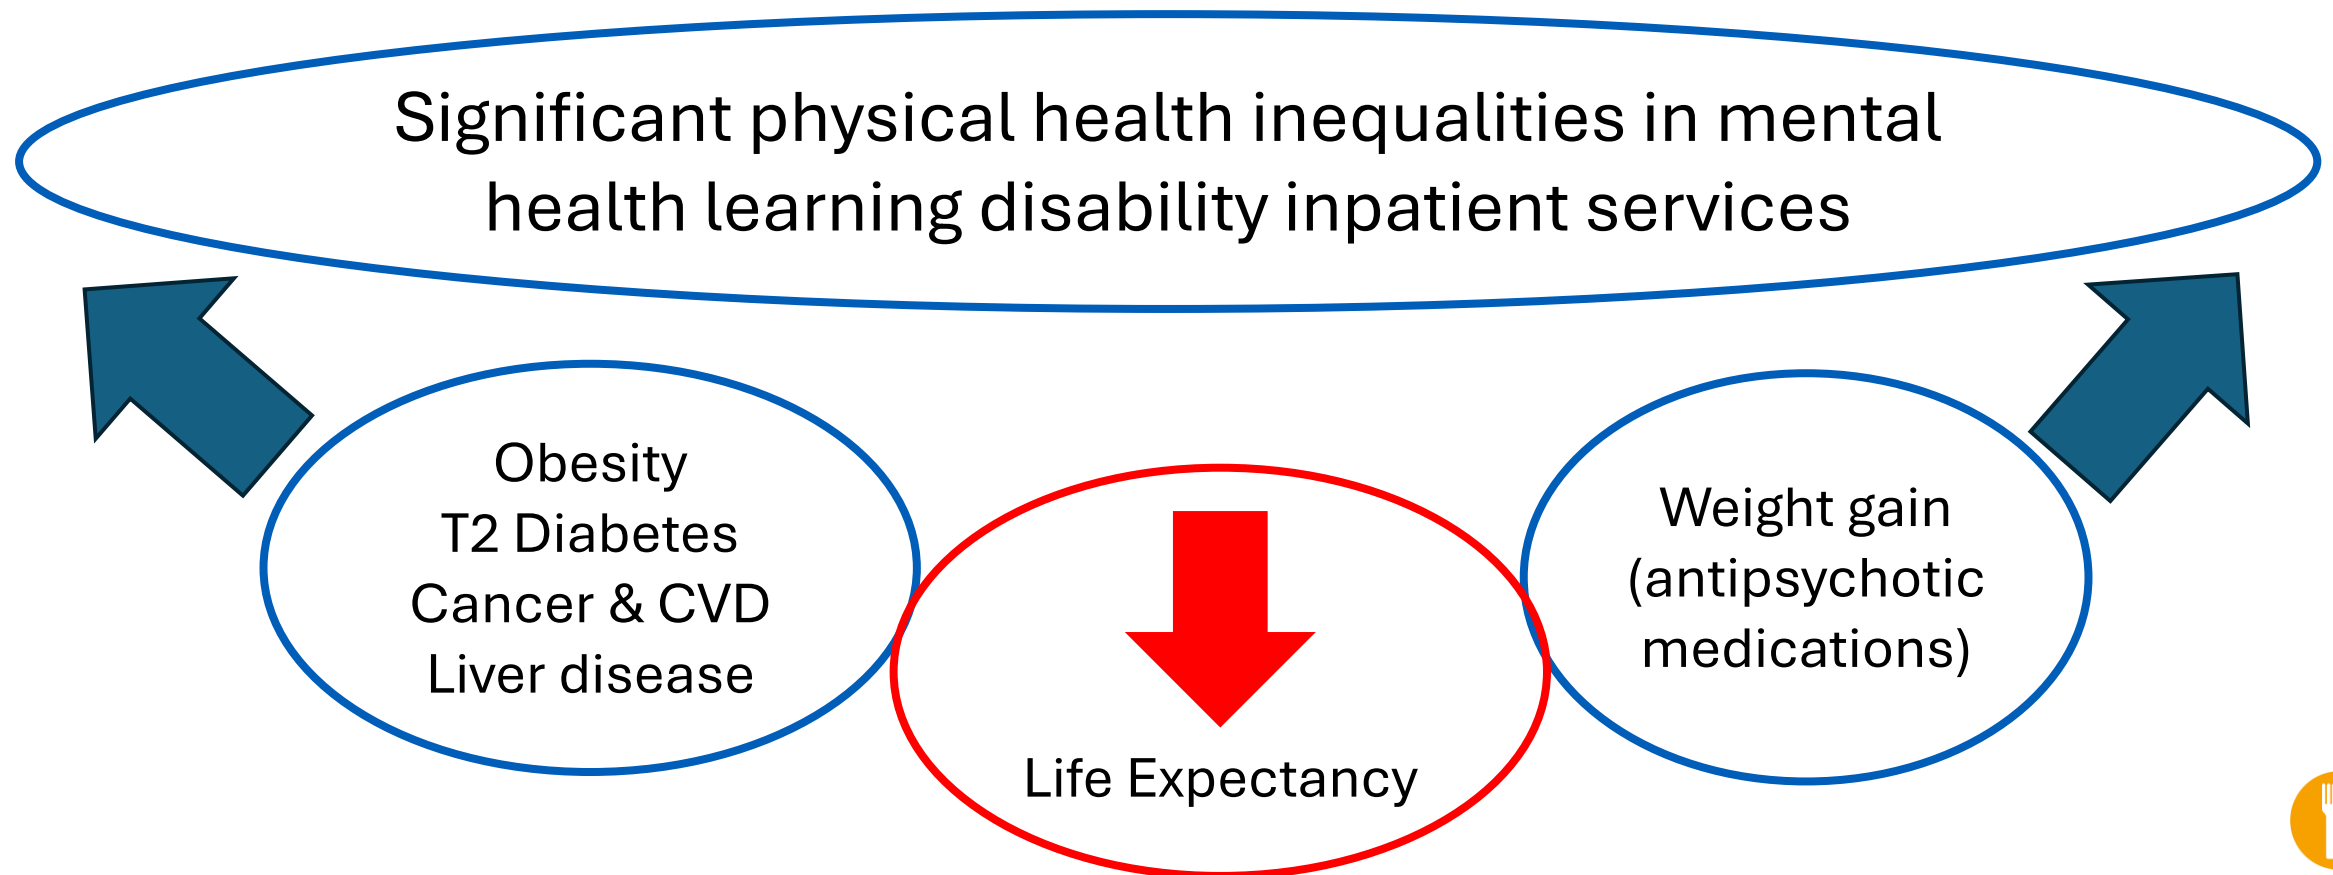 Significant physical health inequalities in mental
health learning disability inpatient services
Obesity
T2 Diabetes
Cancer & CVD
Liver disease
Life Expectancy
Weight gain
(antipsychotic
medications)